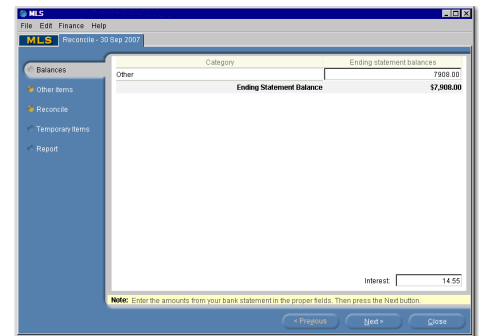 MLS
File Edit Finance Help
MLS Reconcile - 30 Sep 2007
Balances
Other items
Reconcile
Temporary Items
Report
Category Ending statement balances
Other 7908.00
Ending Statement Balance $7,908.00
Interest: 14.55
Note: Enter the amounts from your bank statement in the proper fields. Then press the Next button.
< Previous Next > Close